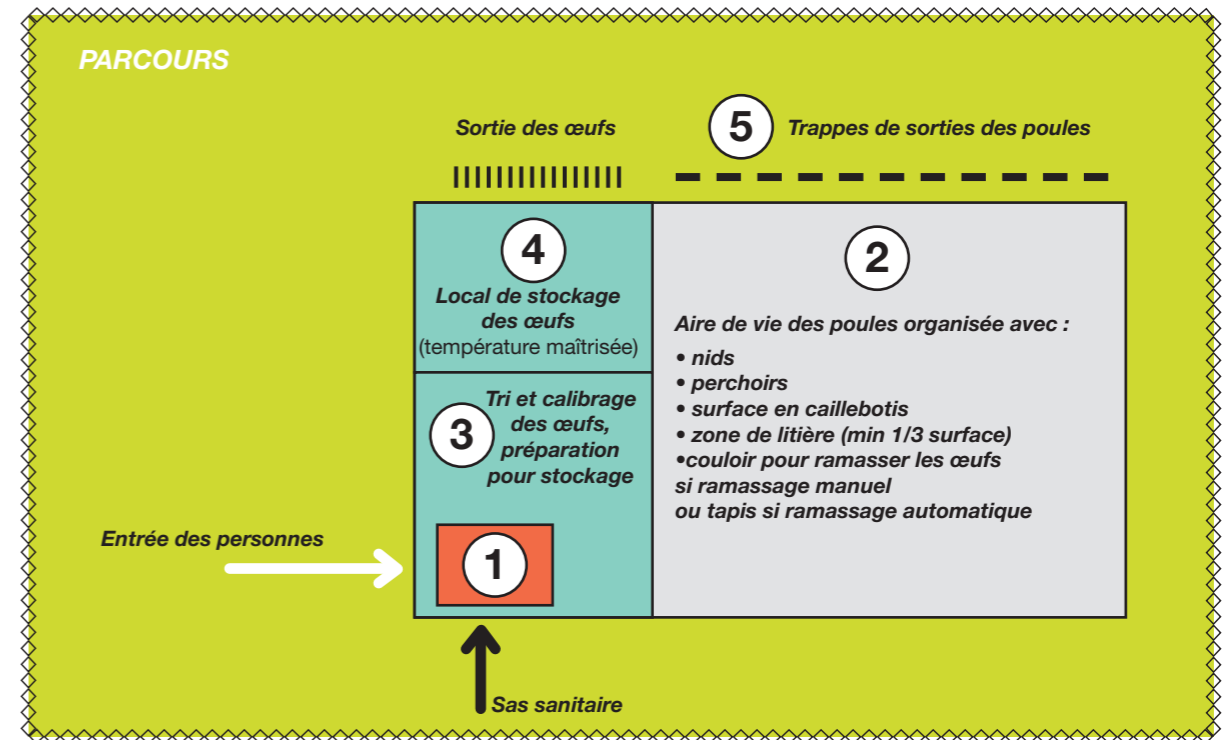 PARCOURS
Sortie des œufs
5
Trappes de sorties des poules
4
Local de stockage
des œufs
(température maîtrisée)
3
Tri et calibrage
des œufs,
préparation
pour stockage
2
Aire de vie des poules organisée avec :
• nids
• perchoirs
• surface en caillebotis
• zone de litière (min 1/3 surface)
•couloir pour ramasser les œufs
si ramassage manuel
ou tapis si ramassage automatique
Entrée des personnes
1
Sas sanitaire